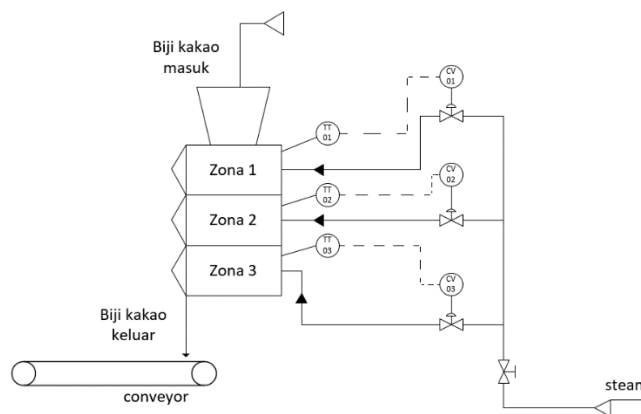 Biji kakao
masuk
CV
01
TT
01
Zona 1
CV
02
TT
02
Zona 2
TT
03
Zona 3
CV
03
Biji kakao
keluar
conveyor
steam